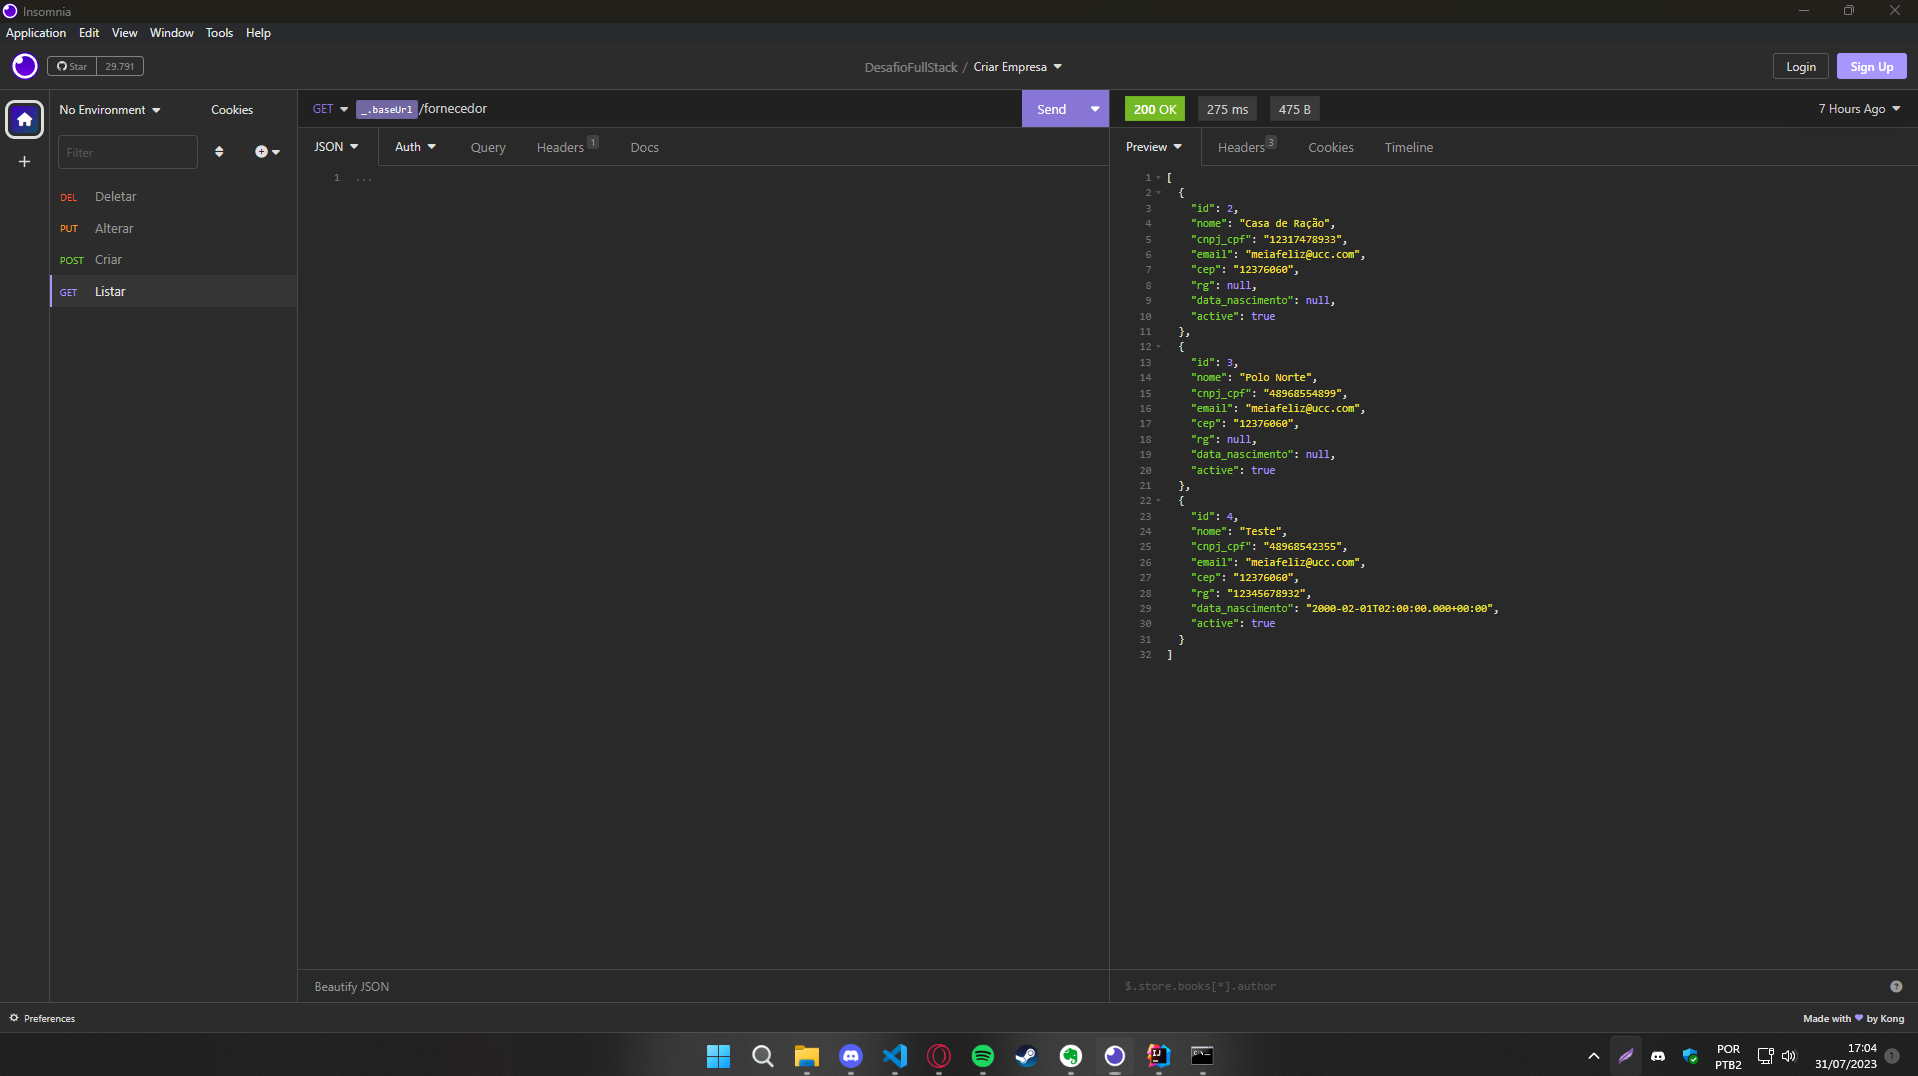 Insomnia
Application Edit View Window Tools Help
Star 29.791
DesafioFullStack / Criar Empresa
Login Sign Up
No Environment Cookies
Filter
DEL Deletar
PUT Alterar
POST Criar
GET Listar
GET _.baseUrl /fornecedor Send
JSON Auth Query Headers 1 Docs
1 ...
Beautify JSON
200 OK 275 ms 475 B 7 Hours Ago
Preview Headers 3 Cookies Timeline
1 [
2 {
3 "id": 2,
4 "nome": "Casa de Ração",
5 "cnpj_cpf": "12317478933",
6 "email": "meiafeliz@ucc.com",
7 "cep": "12376060",
8 "rg": null,
9 "data_nascimento": null,
10 "active": true
11 },
12 {
13 "id": 3,
14 "nome": "Polo Norte",
15 "cnpj_cpf": "48968554899",
16 "email": "meiafeliz@ucc.com",
17 "cep": "12376060",
18 "rg": null,
19 "data_nascimento": null,
20 "active": true
21 },
22 {
23 "id": 4,
24 "nome": "Teste",
25 "cnpj_cpf": "48968542355",
26 "email": "meiafeliz@ucc.com",
27 "cep": "12376060",
28 "rg": "12345678932",
29 "data_nascimento": "2000-02-01T02:00:00.000+00:00",
30 "active": true
31 }
32 ]
$.store.books[*].author
Preferences
Made with ❤ by Kong
POR
PTB2
17:04
31/07/2023
1